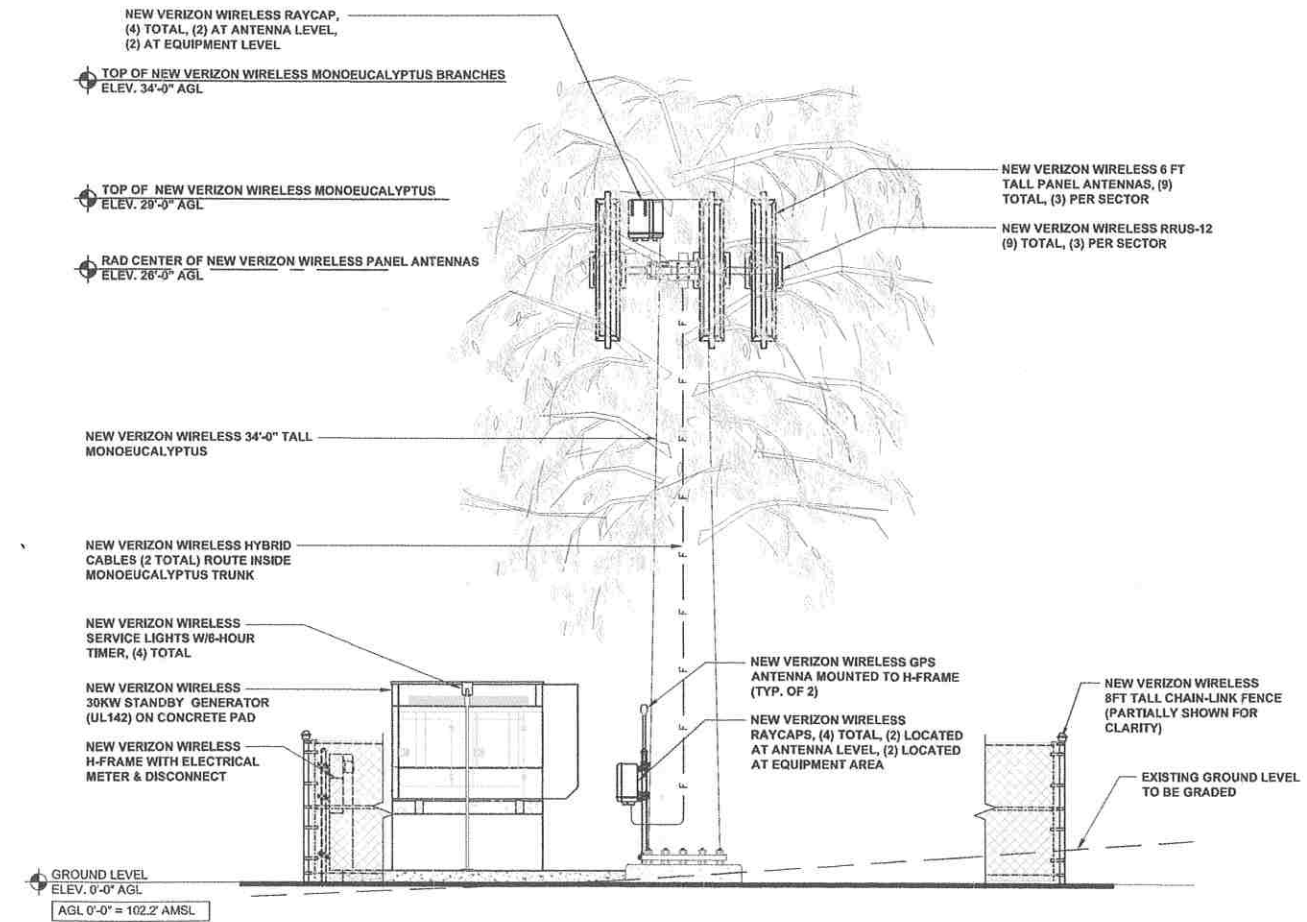 NEW VERIZON WIRELESS RAYCAP,
(4) TOTAL, (2) AT ANTENNA LEVEL,
(2) AT EQUIPMENT LEVEL
TOP OF NEW VERIZON WIRELESS MONOEUCALYPTUS BRANCHES
ELEV. 34'-0" AGL
TOP OF NEW VERIZON WIRELESS MONOEUCALYPTUS
ELEV. 29'-0" AGL
RAD CENTER OF NEW VERIZON WIRELESS PANEL ANTENNAS
ELEV. 26'-0" AGL
NEW VERIZON WIRELESS 6 FT
TALL PANEL ANTENNAS, (9)
TOTAL, (3) PER SECTOR
NEW VERIZON WIRELESS RRUS-12
(9) TOTAL, (3) PER SECTOR
NEW VERIZON WIRELESS 34'-0" TALL
MONOEUCALYPTUS
NEW VERIZON WIRELESS HYBRID
CABLES (2 TOTAL) ROUTE INSIDE
MONOEUCALYPTUS TRUNK
NEW VERIZON WIRELESS
SERVICE LIGHTS W/6-HOUR
TIMER, (4) TOTAL
NEW VERIZON WIRELESS
30KW STANDBY GENERATOR
(UL142) ON CONCRETE PAD
NEW VERIZON WIRELESS
H-FRAME WITH ELECTRICAL
METER & DISCONNECT
NEW VERIZON WIRELESS GPS
ANTENNA MOUNTED TO H-FRAME
(TYP. OF 2)
NEW VERIZON WIRELESS
RAYCAPS, (4) TOTAL, (2) LOCATED
AT ANTENNA LEVEL, (2) LOCATED
AT EQUIPMENT AREA
NEW VERIZON WIRELESS
8FT TALL CHAIN-LINK FENCE
(PARTIALLY SHOWN FOR
CLARITY)
EXISTING GROUND LEVEL
TO BE GRADED
F
F
F
F
F
F
F
F
F
GROUND LEVEL
ELEV. 0'-0" AGL
AGL 0'-0" = 102.2' AMSL